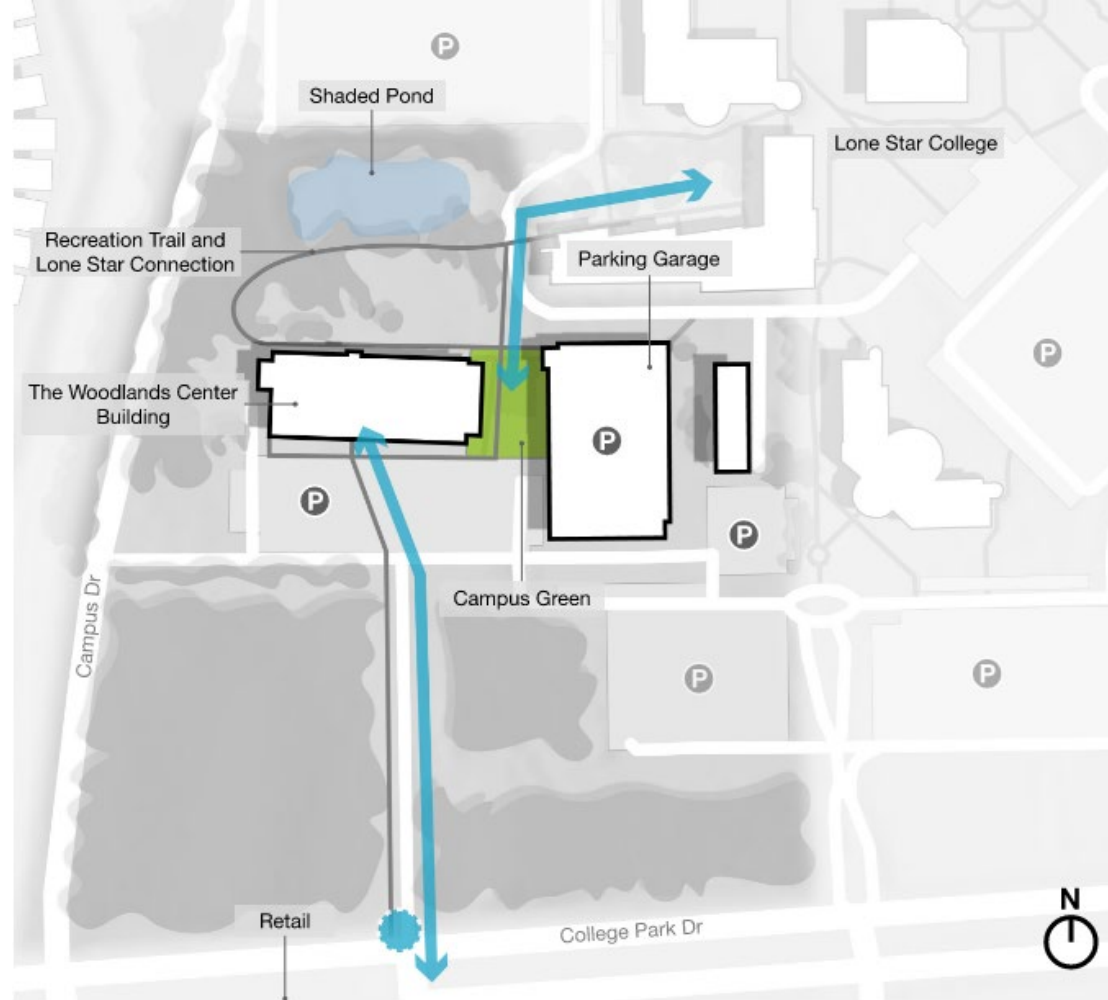 P
Shaded Pond
Lone Star College
Recreation Trail and
Lone Star Connection
Parking Garage
P
The Woodlands Center
Building
P
P
P
Campus Green
Campus Dr
P
P
N
Retail
College Park Dr